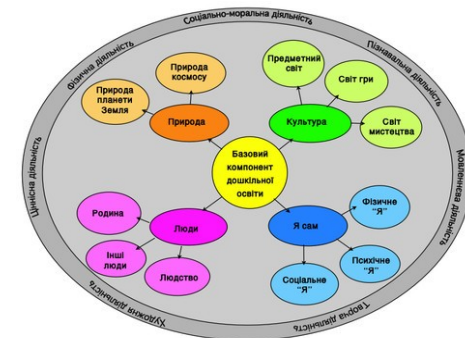 Соціально-моральна діяльність
Фізична діяльність
Пізнавальна діяльність
Природа
космосу
Предметний
світ
Світ гри
Природа
планети
Земля
Природа
Культура
Світ
мистецтва
Базовий
компонент
дошкільної
освіти
Ціннісна діяльність
Мовленнєва діяльність
Родина
Люди
Я сам
Фізичне
"Я"
Інші
люди
Людство
Соціальне
"Я"
Психічне
"Я"
Художня діяльність
Творча діяльність